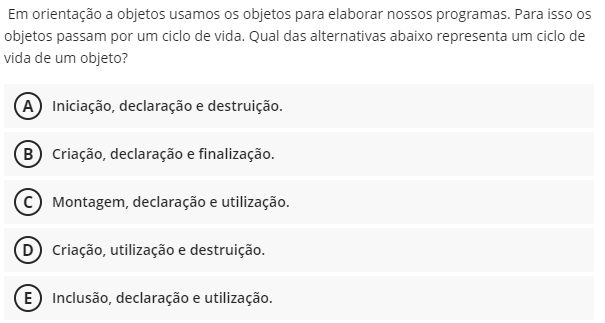 Em orientação a objetos usamos os objetos para elaborar nossos programas. Para isso os
objetos passam por um ciclo de vida. Qual das alternativas abaixo representa um ciclo de
vida de um objeto?
A Iniciação, declaração e destruição.
B Criação, declaração e finalização.
C Montagem, declaração e utilização.
D Criação, utilização e destruição.
E Inclusão, declaração e utilização.